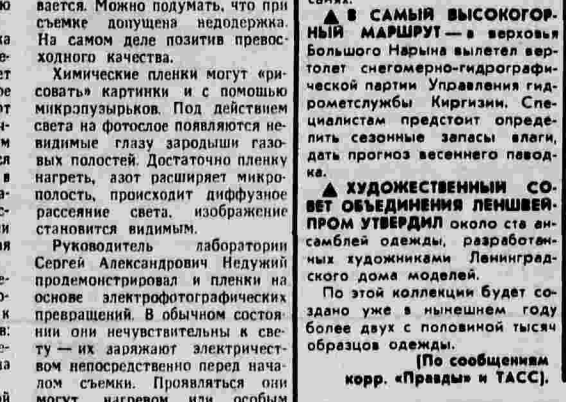 вается. Можно подумать, что при
съемке допущена недодержка.
На самом деле позитив превос-
ходного качества.
Химические пленки могут «ри-
совать» картинки и с помощью
микропузырьков. Под действием
света на фотослое появляются не-
видимые глазу зародыши газо-
вых полостей. Достаточно пленку
нагреть, азот расширяет микро-
полость, происходит диффузное
рассеяние света, изображение
становится видимым.
Руководитель лаборатории
Сергей Александрович Недужий
продемонстрировал и пленки на
основе электрофотографических
превращений. В обычном состоя-
нии они нечувствительны к све-
ту — их заряжают электричест-
вом непосредственно перед нача-
лом съемки. Проявляться они
могут нагревом или особым
▲ В САМЫЙ ВЫСОКОГОР-
НЫЙ МАРШРУТ — в верховья
Большого Нарына вылетел вер-
толет снегомерно-гидрографи-
ческой партии Управления гид-
рометслужбы Киргизии. Спе-
циалистам предстоит опреде-
лить сезонные запасы влаги,
дать прогноз весеннего павод-
ка.
▲ ХУДОЖЕСТВЕННЫЙ СО-
ВЕТ ОБЪЕДИНЕНИЯ ЛЕНШВЕЙ-
ПРОМ УТВЕРДИЛ около ста ан-
самблей одежды, разработан-
ных художниками Ленинград-
ского дома моделей.
По этой коллекции будет со-
здано уже в нынешнем году
более двух с половиной тысяч
образцов одежды.
(По сообщениям
корр. «Правды» и ТАСС).